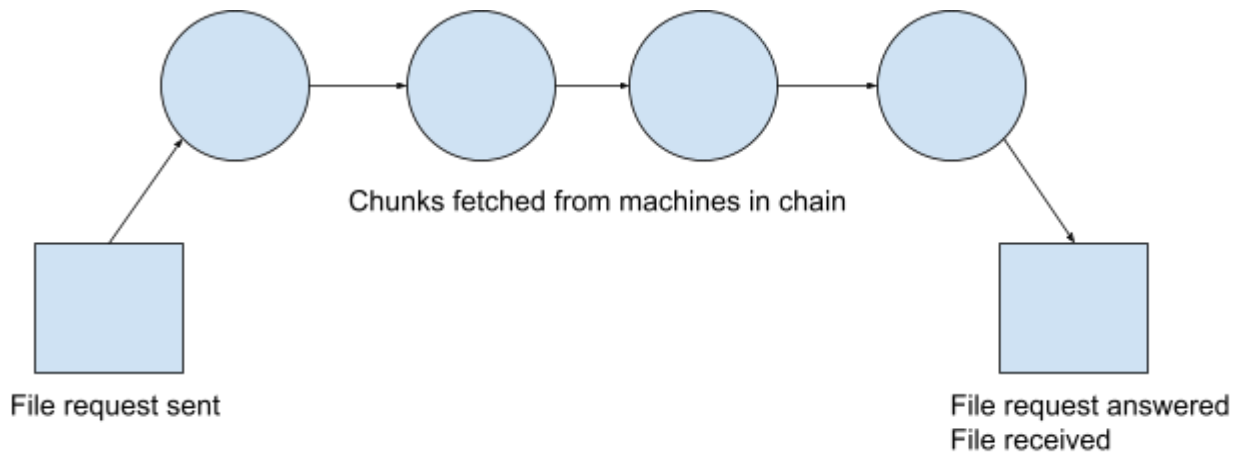 Chunks fetched from machines in chain
File request sent
File request answered
File received